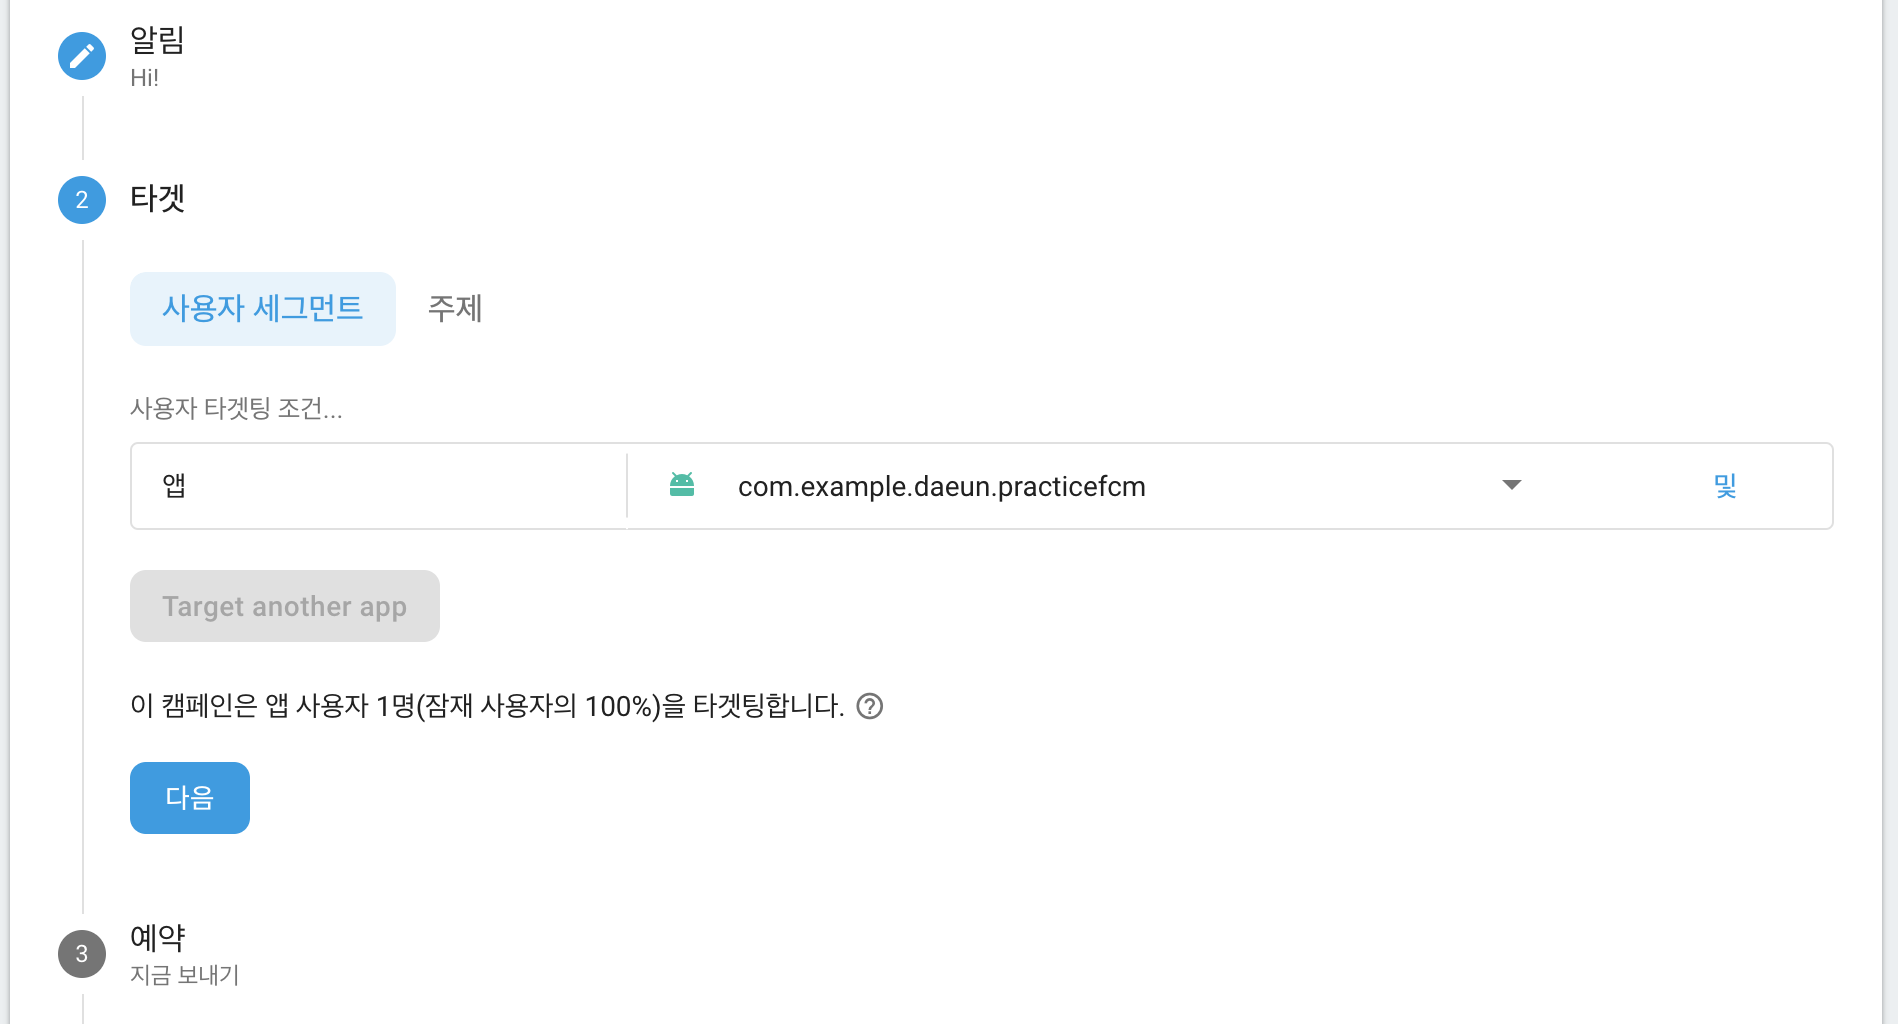 알림
Hi!
2
타겟
사용자 세그먼트 주제
사용자 타겟팅 조건...
앱 com.example.daeun.practicefcm 및
Target another app
이 캠페인은 앱 사용자 1명(잠재 사용자의 100%)을 타겟팅합니다. ?
다음
3
예약
지금 보내기